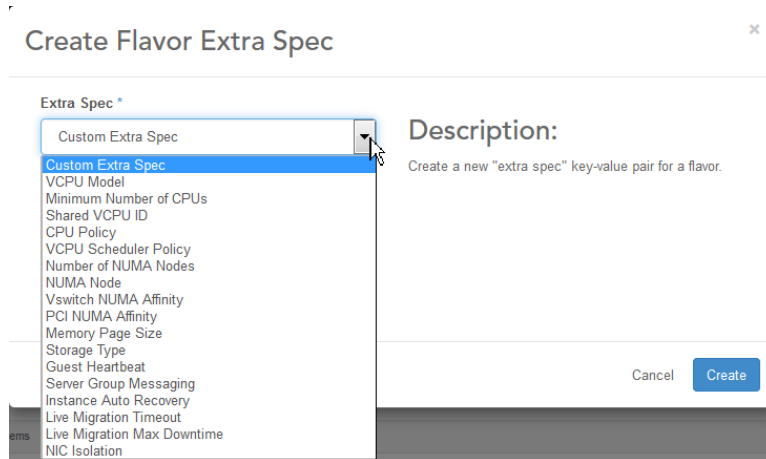 Create Flavor Extra Spec
×
Extra Spec *
Custom Extra Spec
Custom Extra Spec
VCPU Model
Minimum Number of CPUs
Shared VCPU ID
CPU Policy
VCPU Scheduler Policy
Number of NUMA Nodes
NUMA Node
Vswitch NUMA Affinity
PCI NUMA Affinity
Memory Page Size
Storage Type
Guest Heartbeat
Server Group Messaging
Instance Auto Recovery
Live Migration Timeout
Live Migration Max Downtime
NIC Isolation
Description:
Create a new "extra spec" key-value pair for a flavor.
Cancel
Create
ems